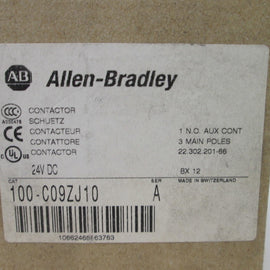 AB Allen-Bradley
CONTACTOR
SCHUETZ
CONTACTEUR 1 N.O. AUX CONT
CONTATTORE 3 MAIN POLES
CONTACTOR 22.302.201-66
24V DC BX 12
CAT SER MADE IN SWITZERLAND
100-C09ZJ10 A